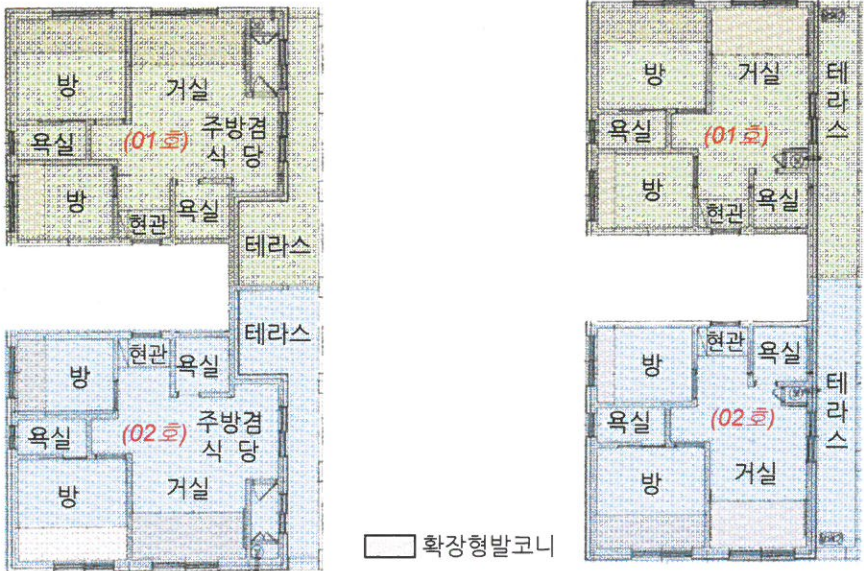 방
거실
욕실
(01호)
주방겸
식 당
방
욕실
현관
테라스
테라스
현관
욕실
방
(02호)
주방겸
식 당
욕실
방
거실
방
거실
테라스
욕실
(01호)
방
욕실
현관
현관
욕실
방
욕실
(02호)
테라스
방
거실
확장형발코니